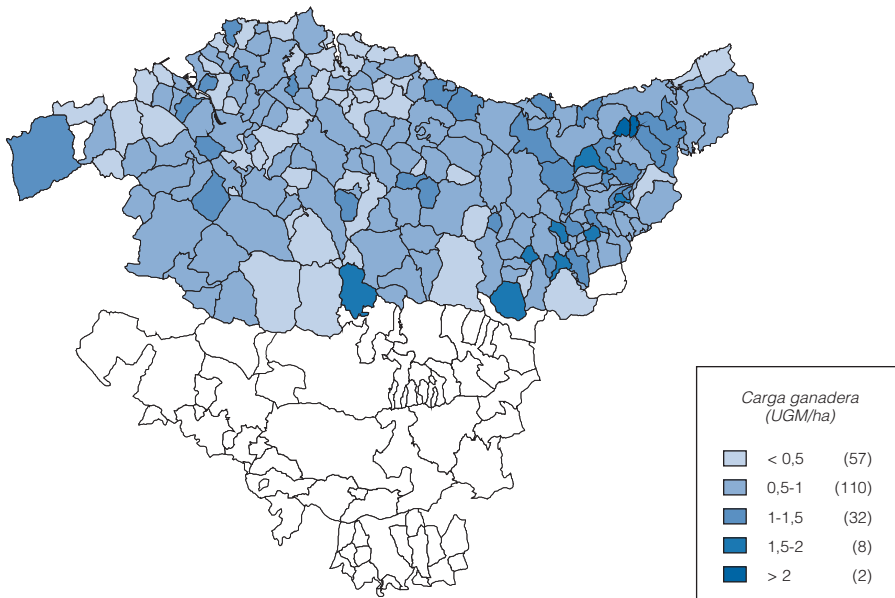 Carga ganadera
(UGM/ha)
< 0,5 (57)
0,5-1 (110)
1-1,5 (32)
1,5-2 (8)
> 2 (2)